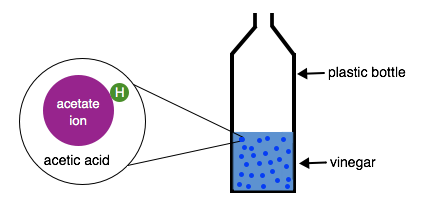 H
acetate
ion
acetic acid
plastic bottle
vinegar